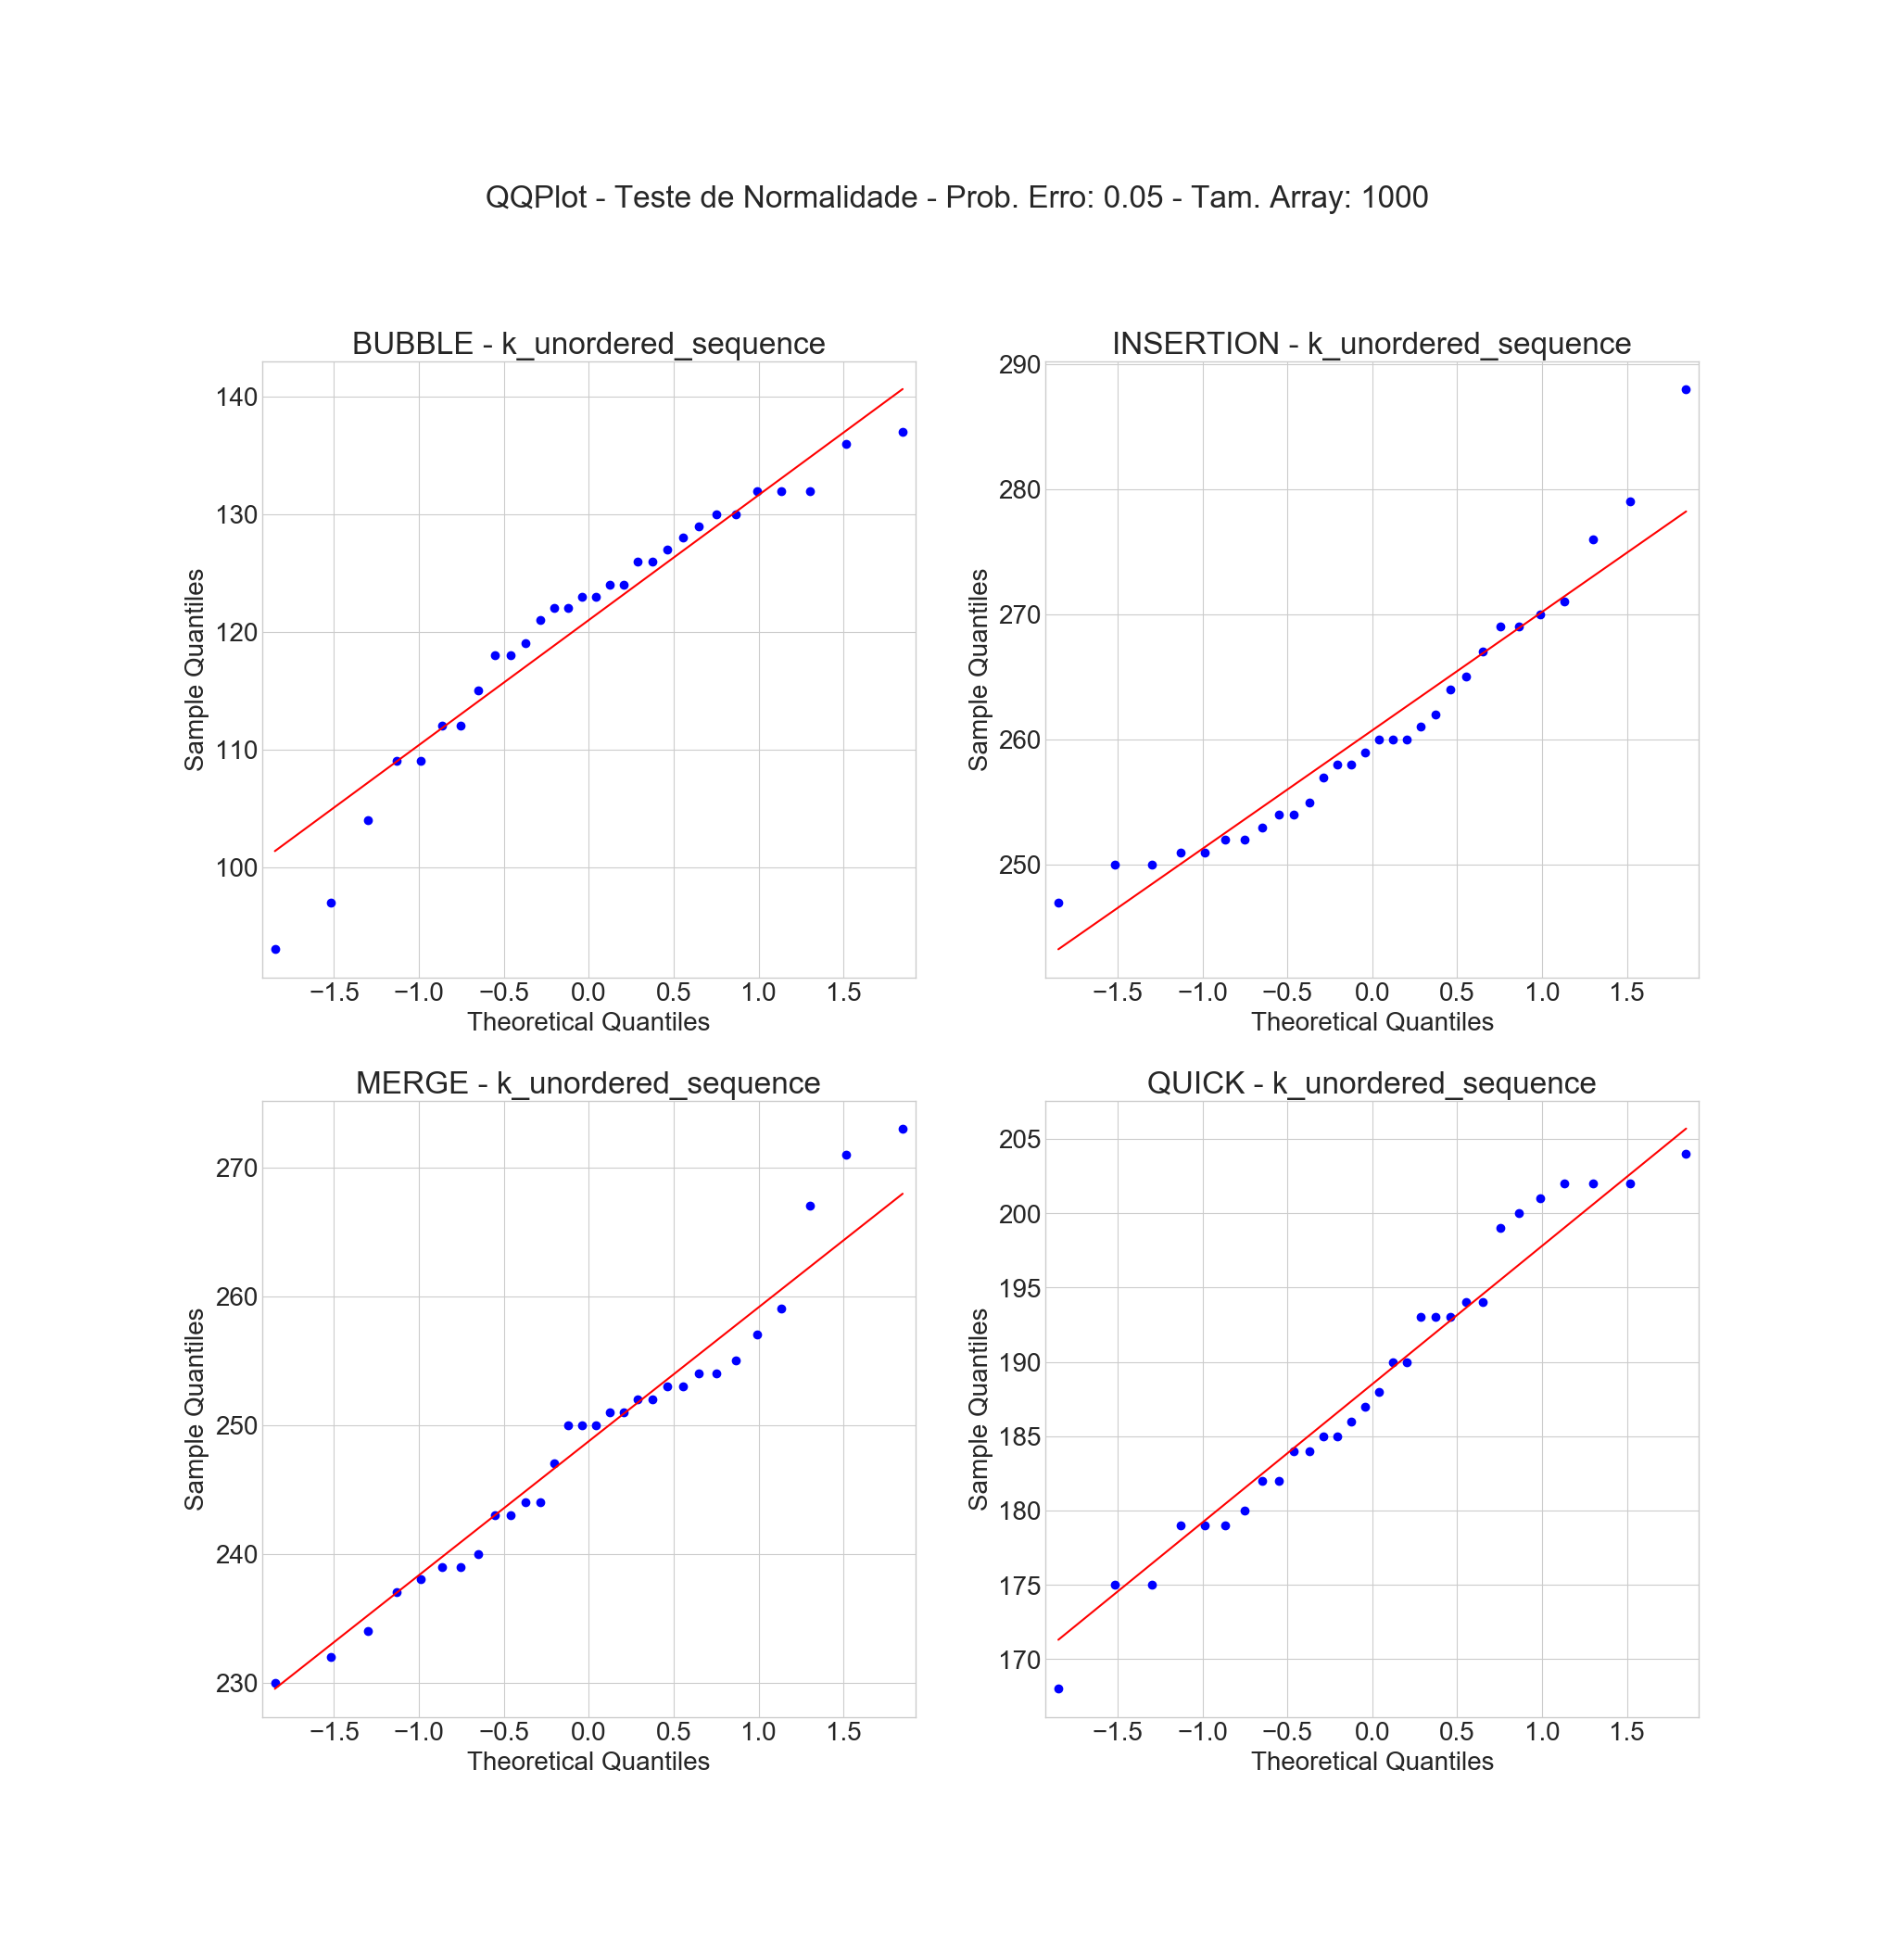 QQPlot - Teste de Normalidade - Prob. Erro: 0.05 - Tam. Array: 1000
BUBBLE - k_unordered_sequence
140
130
120
110
100
Sample Quantiles
−1.5 −1.0 −0.5 0.0 0.5 1.0 1.5
Theoretical Quantiles
INSERTION - k_unordered_sequence
290
280
270
260
250
Sample Quantiles
−1.5 −1.0 −0.5 0.0 0.5 1.0 1.5
Theoretical Quantiles
MERGE - k_unordered_sequence
270
260
250
240
230
Sample Quantiles
−1.5 −1.0 −0.5 0.0 0.5 1.0 1.5
Theoretical Quantiles
QUICK - k_unordered_sequence
205
200
195
190
185
180
175
170
Sample Quantiles
−1.5 −1.0 −0.5 0.0 0.5 1.0 1.5
Theoretical Quantiles